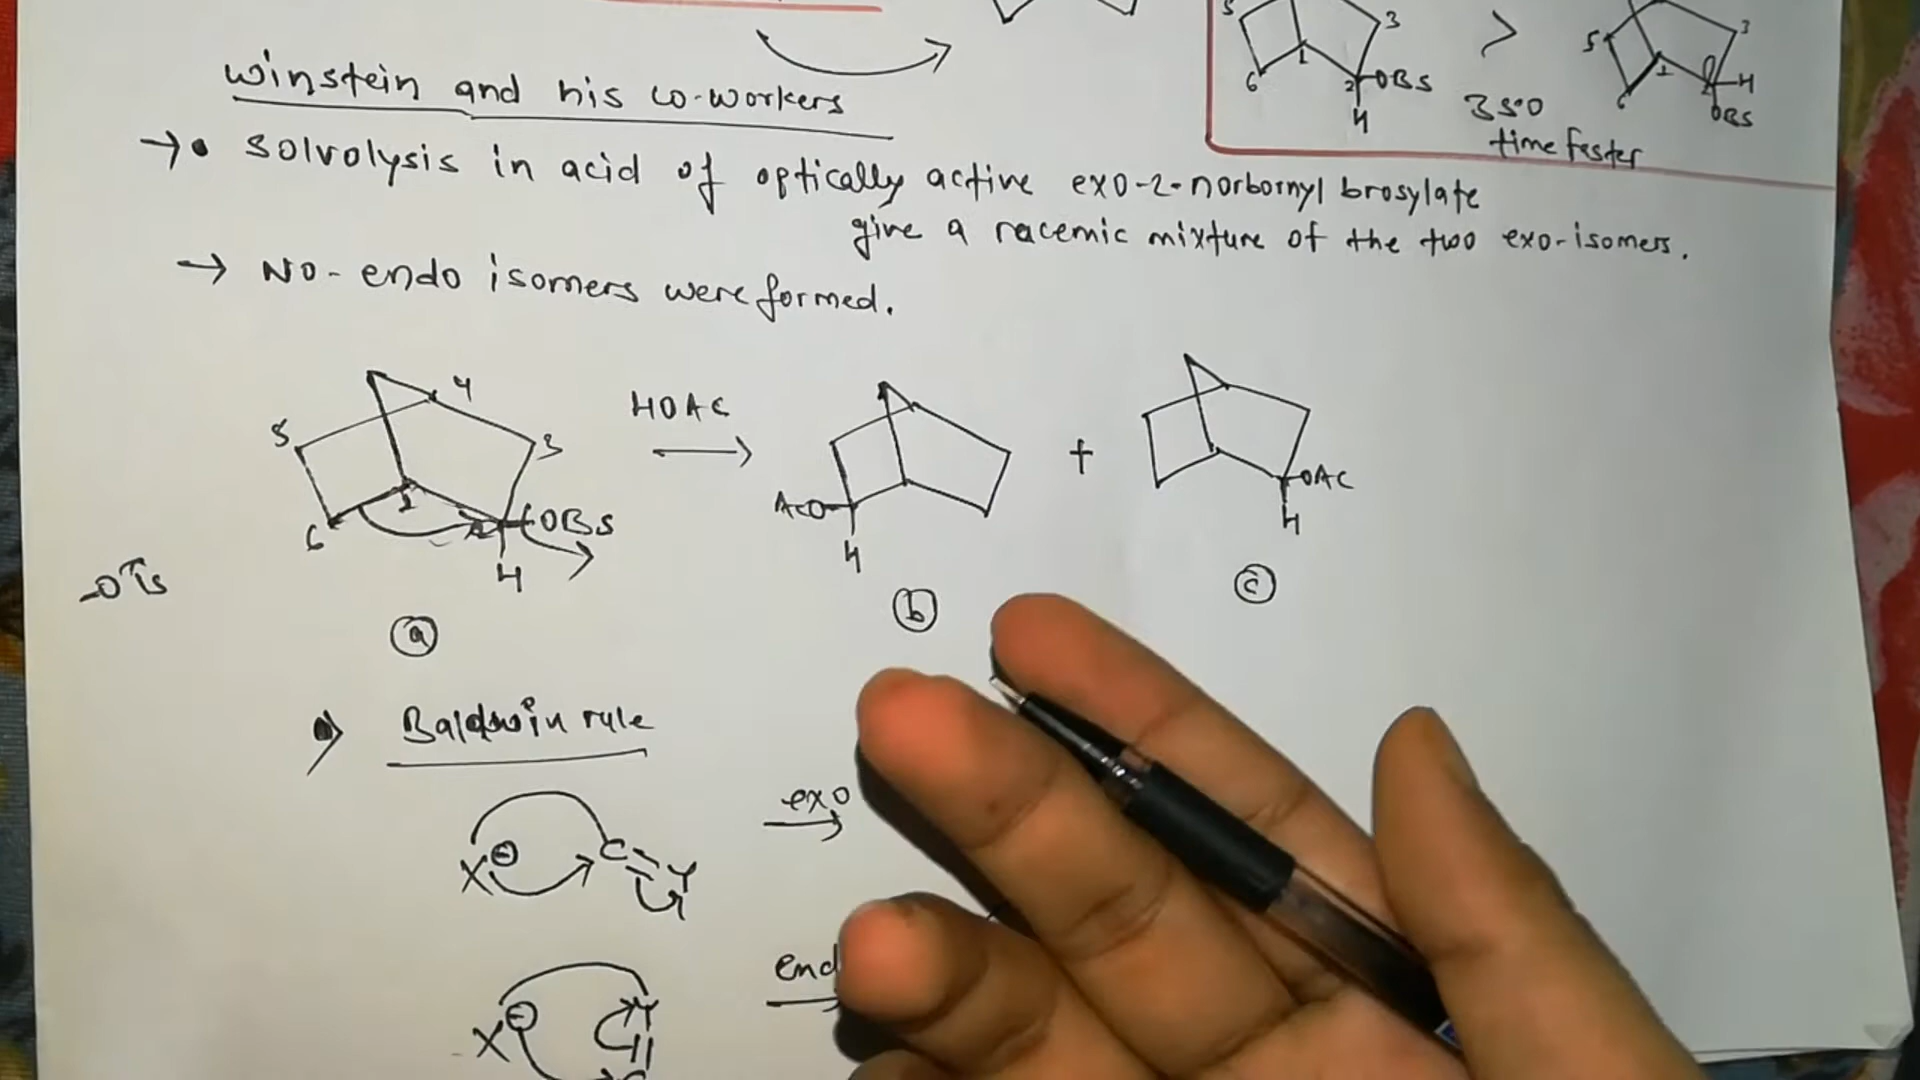 5
3
>
5
3
6
1
2
OBS
H
350
time fester
6
1
2
H
OBS
Winstein and his co-workers
→• Solvolysis in acid of optically active exo-2-norbornyl brosylate
give a racemic mixture of the two exo-isomers.
→ No-endo isomers were formed.
4
5
3
6
1
2
OBS
H
HOAC
AcO
H
+
OAC
H
-OTs
(a)
(b)
(c)
Baldwin rule
X⊖
C
Y
exo
X⊖
Y
C
end